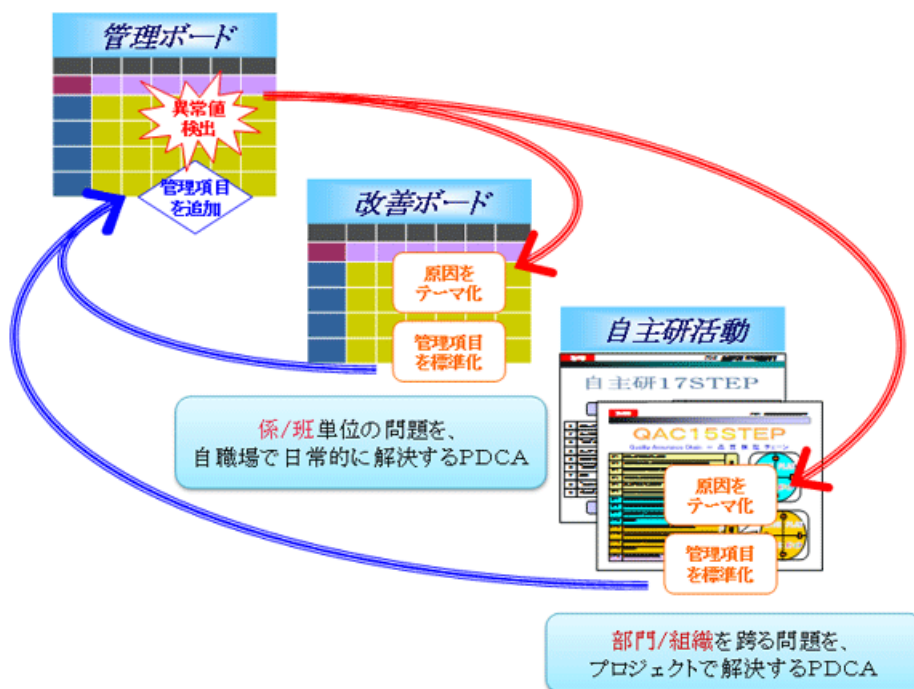 管理ボード
異常値
検出
管理項目
を追加
改善ボード
原因を
テーマ化
管理項目
を標準化
係/班単位の問題を、
自職場で日常的に解決するPDCA
自主研活動
自主研17STEP
QAC15STEP
原因を
テーマ化
管理項目
を標準化
部門/組織を跨る問題を、
プロジェクトで解決するPDCA